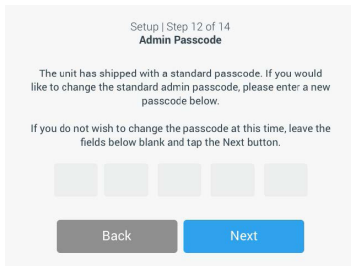 Setup | Step 12 of 14
Admin Passcode
The unit has shipped with a standard passcode. If you would
like to change the standard admin passcode, please enter a new
passcode below.
If you do not wish to change the passcode at this time, leave the
fields below blank and tap the Next button.
Back
Next